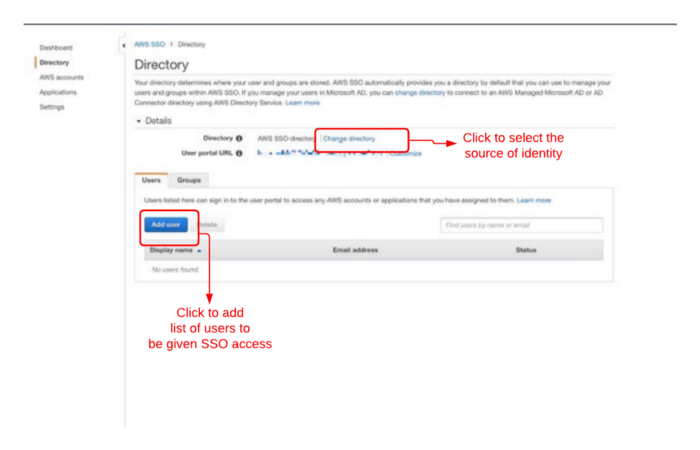 Dashboard
Directory
AWS accounts
Applications
Settings
AWS SSO > Directory
Directory
Your directory determines where your user and groups are stored. AWS SSO automatically provides you a directory by default that you can use to manage your
users and groups within AWS SSO. If you manage your users in Microsoft AD, you can change directory to connect to an AWS Managed Microsoft AD or AD
Connector directory using AWS Directory Service. Learn more
Details
Directory AWS SSO directory | Change directory
User portal URL Customize
Click to select the
source of identity
Users Groups
Users listed here can sign in to the user portal to access any AWS accounts or applications that you have assigned to them. Learn more
Add user Delete Find users by name or email
Display name Email address Status
No users found.
Click to add
list of users to
be given SSO access